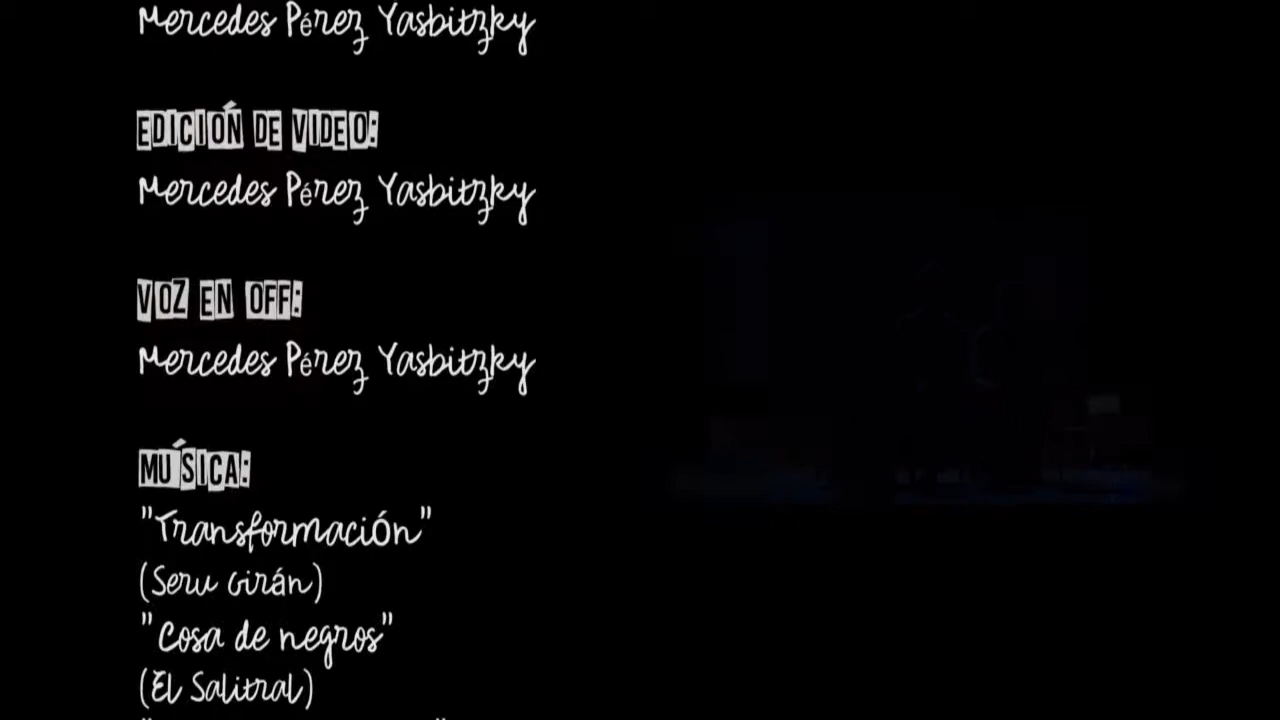 Mercedes Pérez Yasbitzky
EDICIÓN DE VIDEO:
Mercedes Pérez Yasbitzky
VOZ EN OFF:
Mercedes Pérez Yasbitzky
MÚSICA:
"Transformación"
(Seru Girán)
"Cosa de negros"
(El Salitral)